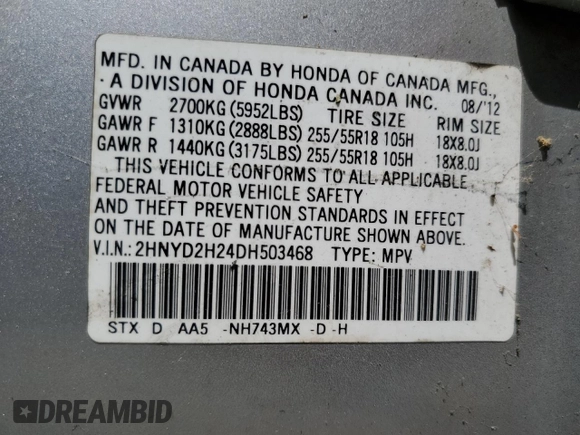 MFD. IN CANADA BY HONDA OF CANADA MFG.,
A DIVISION OF HONDA CANADA INC. 08/'12
GVWR 2700KG (5952LBS) TIRE SIZE RIM SIZE
GAWR F 1310KG (2888LBS) 255/55R18 105H 18X8.0J
GAWR R 1440KG (3175LBS) 255/55R18 105H 18X8.0J
THIS VEHICLE CONFORMS TO ALL APPLICABLE
FEDERAL MOTOR VEHICLE SAFETY
AND THEFT PREVENTION STANDARDS IN EFFECT
ON THE DATE OF MANUFACTURE SHOWN ABOVE.
V.I.N.: 2HNYD2H24DH503468 TYPE: MPV
STX D AA5 -NH743MX -D -H
DREAMBID